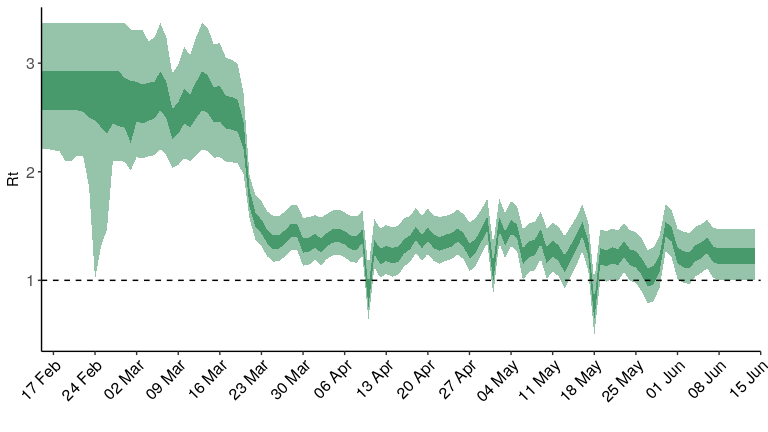 3
2
1
Rt
17 Feb
24 Feb
02 Mar
09 Mar
16 Mar
23 Mar
30 Mar
06 Apr
13 Apr
20 Apr
27 Apr
04 May
11 May
18 May
25 May
01 Jun
08 Jun
15 Jun